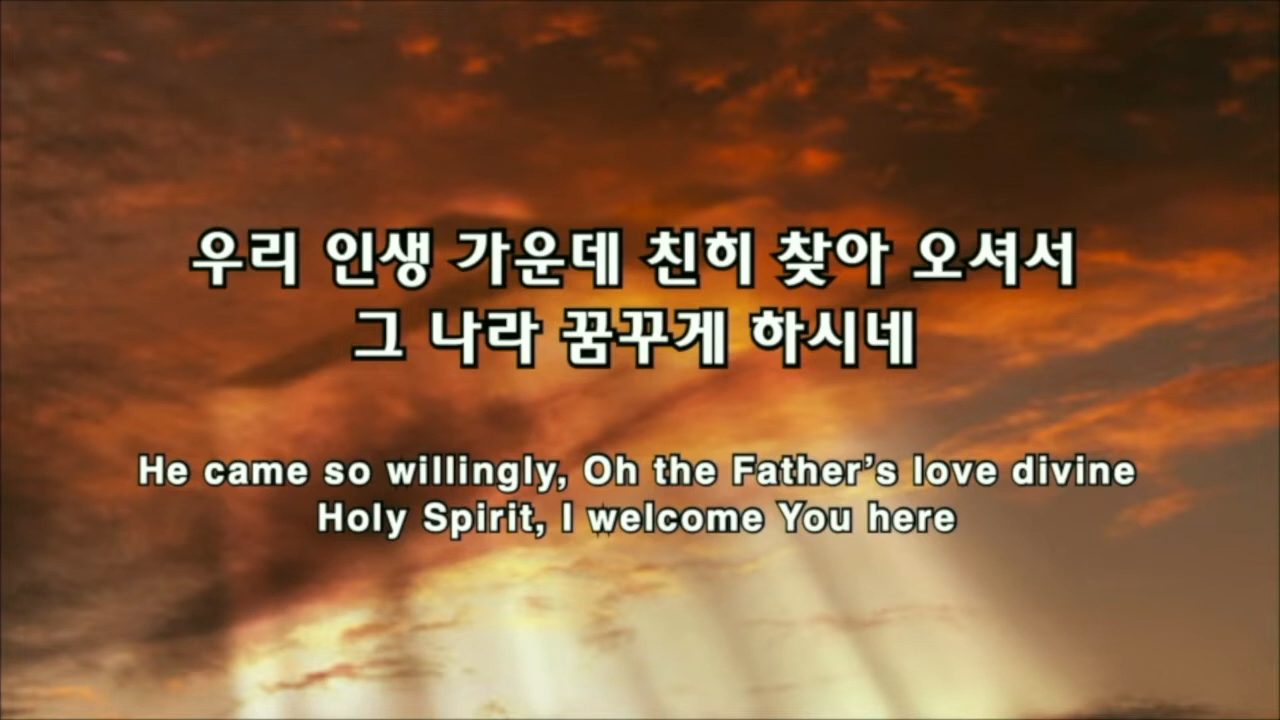 우리 인생 가운데 친히 찾아 오셔서
그 나라 꿈꾸게 하시네
He came so willingly, Oh the Father’s love divine
Holy Spirit, I welcome You here